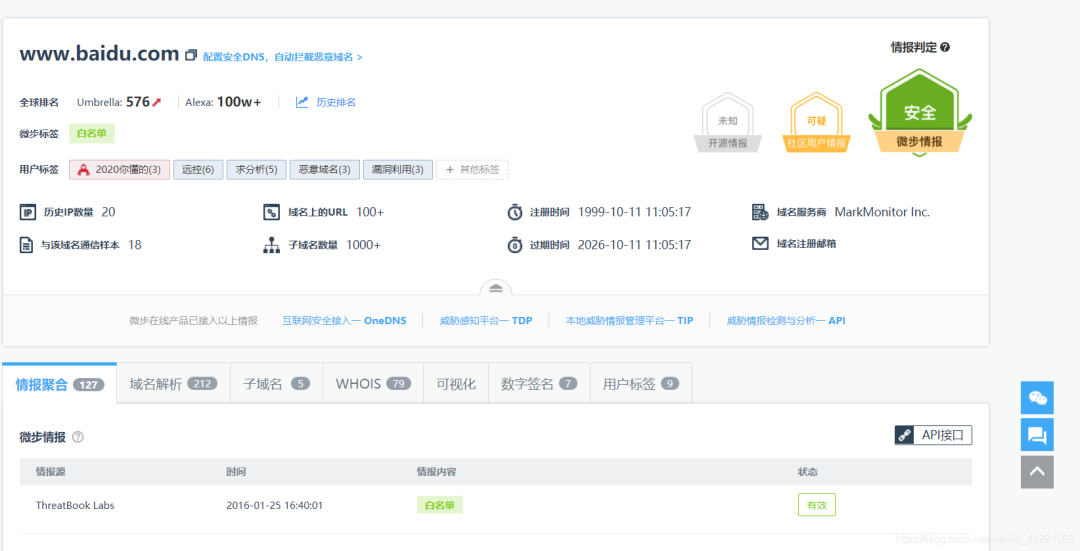 www.baidu.com 配置安全DNS，自动拦截恶意域名 >
情报判定
全球排名 Umbrella: 576 Alexa: 100w+ 历史排名
未知 可疑 安全
开源情报 社区用户情报 微步情报
微步标签 白名单
用户标签 2020你懂的(3) 远控(6) 求分析(5) 恶意域名(3) 漏洞利用(3) + 其他标签
IP 历史IP数量 20 域名上的URL 100+ 注册时间 1999-10-11 11:05:17 域名服务商 MarkMonitor Inc.
与该域名通信样本 18 子域名数量 1000+ 过期时间 2026-10-11 11:05:17 域名注册邮箱
微步在线产品已接入以上情报 互联网安全接入— OneDNS 威胁感知平台— TDP 本地威胁情报管理平台— TIP 威胁情报检测与分析— API
情报聚合 127 域名解析 212 子域名 5 WHOIS 79 可视化 数字签名 7 用户标签 9
微步情报 API接口
情报源 时间 情报内容 状态
ThreatBook Labs 2016-01-25 16:40:01 白名单 有效